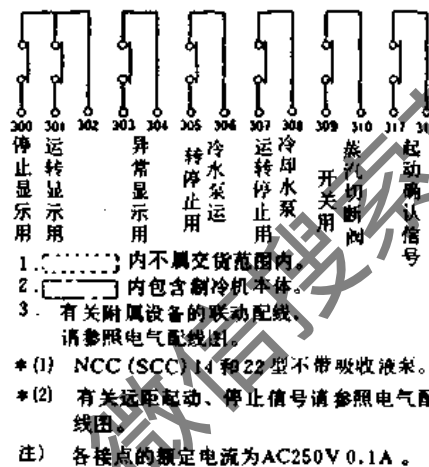 300 301 302 303 304 305 306 307 308 309 310 317
停止显示用
运转显示用
异常显示用
冷水泵运
转停止用
冷却水泵
运转停止用
蒸汽切断阀
开关用
起动确认信号
1. 内不属交货范围内。
2. 内包含制冷机本体。
3. 有关附属设备的联动配线，
请参照电气配线图。
*(1) NCC (SCC) 14 和 22 型不带吸收液泵。
*(2) 有关远距起动、停止信号请参照电气配
线图。
注） 各接点的额定电流为AC250V 0.1A 。
微信搜索